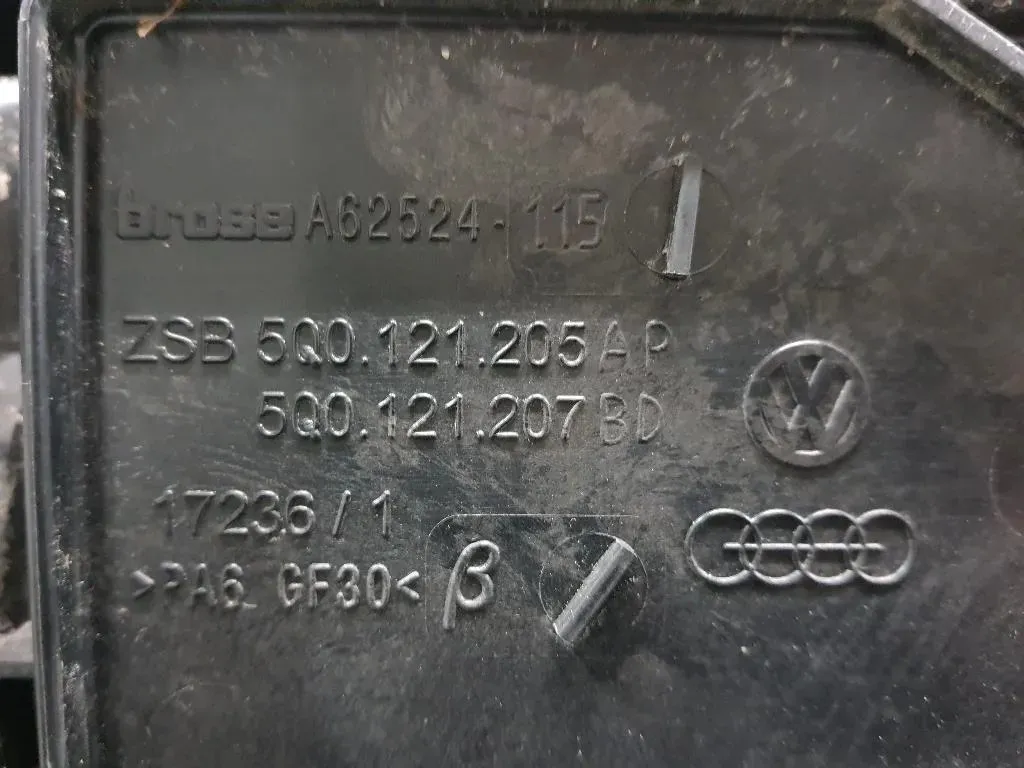 brose A62524-115
ZSB 5Q0.121.205 AP
5Q0.121.207 BD
17236/1
>PA6 GF30< β